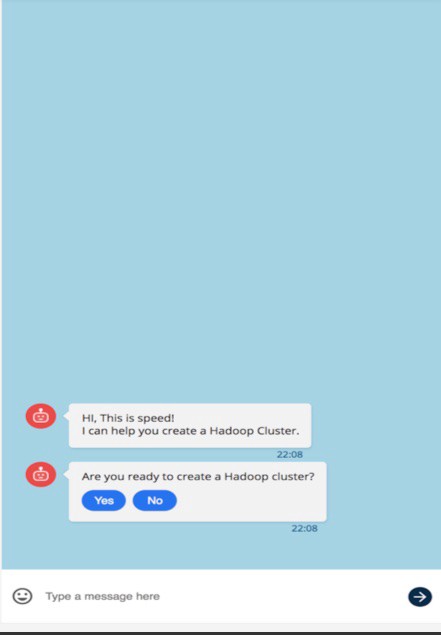 HI, This is speed!
I can help you create a Hadoop Cluster.
22:08
Are you ready to create a Hadoop cluster?
Yes No
22:08
Type a message here